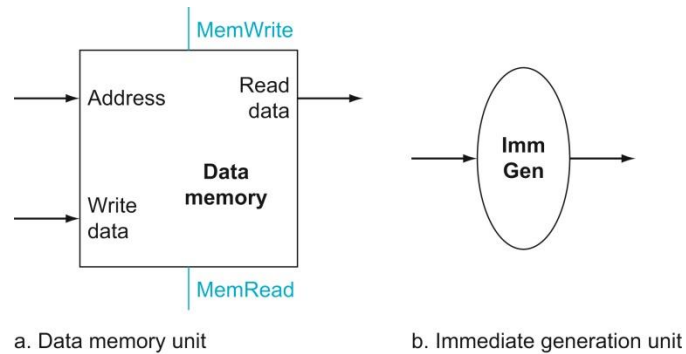 MemWrite
Address
Read
data
Data
memory
Write
data
MemRead
a. Data memory unit
Imm
Gen
b. Immediate generation unit